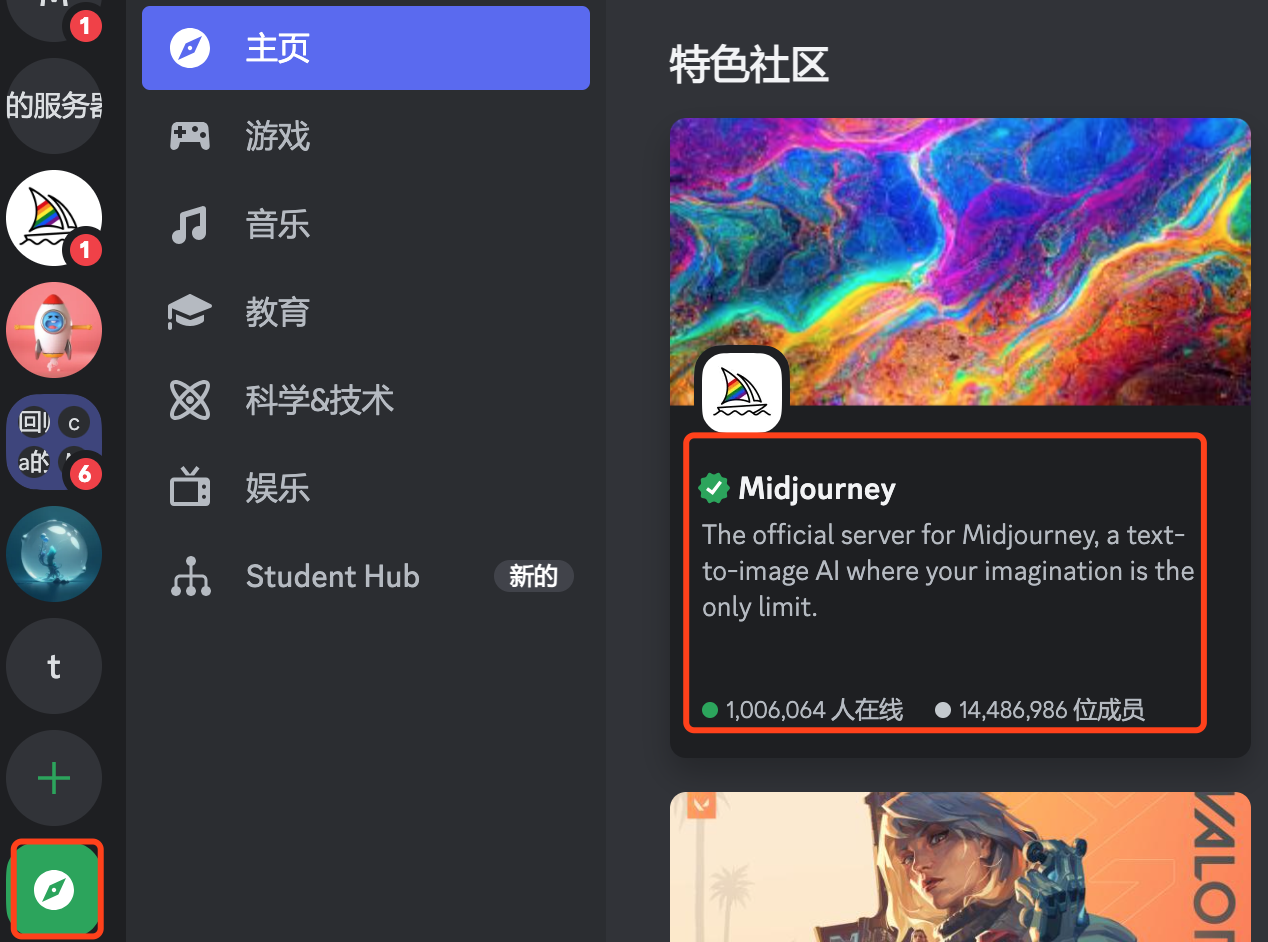 1
的服务器
1
回
c
a的
6
t
主页
游戏
音乐
教育
科学&技术
娱乐
Student Hub
新的
特色社区
Midjourney
The official server for Midjourney, a text-
to-image AI where your imagination is the
only limit.
1,006,064 人在线
14,486,986 位成员
VALO